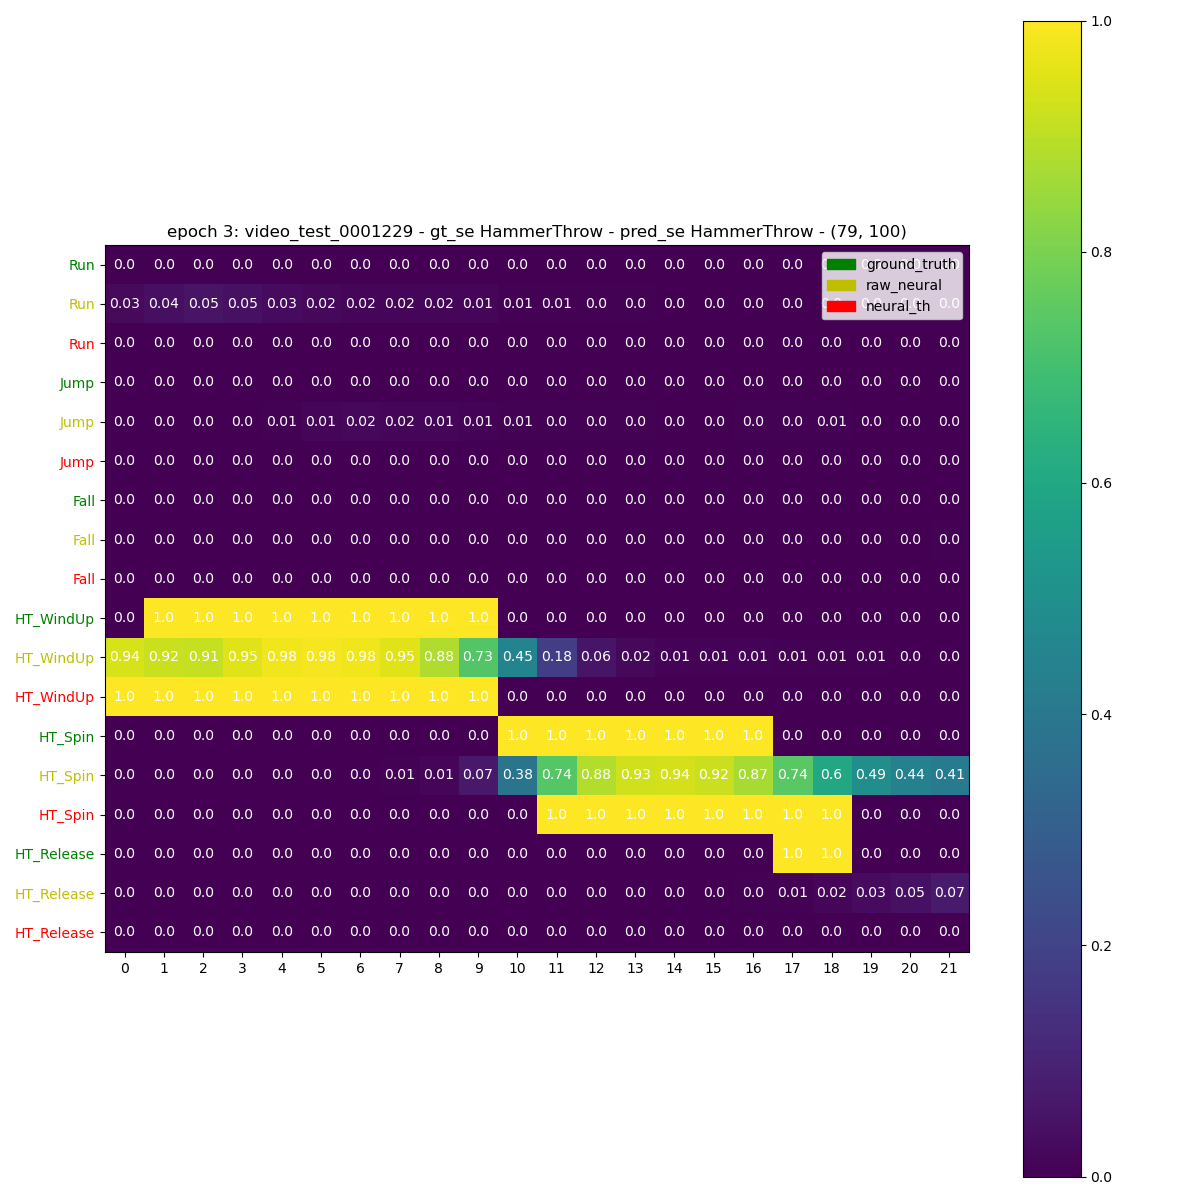 epoch 3: video_test_0001229 - gt_se HammerThrow - pred_se HammerThrow - (79, 100)
ground_truth
raw_neural
neural_th
Run 0.0 0.0 0.0 0.0 0.0 0.0 0.0 0.0 0.0 0.0 0.0 0.0 0.0 0.0 0.0 0.0 0.0 0.0
Run 0.03 0.04 0.05 0.05 0.03 0.02 0.02 0.02 0.02 0.01 0.01 0.01 0.0 0.0 0.0 0.0 0.0 0.0
Run 0.0 0.0 0.0 0.0 0.0 0.0 0.0 0.0 0.0 0.0 0.0 0.0 0.0 0.0 0.0 0.0 0.0 0.0 0.0 0.0 0.0 0.0
Jump 0.0 0.0 0.0 0.0 0.0 0.0 0.0 0.0 0.0 0.0 0.0 0.0 0.0 0.0 0.0 0.0 0.0 0.0 0.0 0.0 0.0 0.0
Jump 0.0 0.0 0.0 0.0 0.01 0.01 0.02 0.02 0.01 0.01 0.01 0.0 0.0 0.0 0.0 0.0 0.0 0.0 0.01 0.0 0.0 0.0
Jump 0.0 0.0 0.0 0.0 0.0 0.0 0.0 0.0 0.0 0.0 0.0 0.0 0.0 0.0 0.0 0.0 0.0 0.0 0.0 0.0 0.0 0.0
Fall 0.0 0.0 0.0 0.0 0.0 0.0 0.0 0.0 0.0 0.0 0.0 0.0 0.0 0.0 0.0 0.0 0.0 0.0 0.0 0.0 0.0 0.0
Fall 0.0 0.0 0.0 0.0 0.0 0.0 0.0 0.0 0.0 0.0 0.0 0.0 0.0 0.0 0.0 0.0 0.0 0.0 0.0 0.0 0.0 0.0
Fall 0.0 0.0 0.0 0.0 0.0 0.0 0.0 0.0 0.0 0.0 0.0 0.0 0.0 0.0 0.0 0.0 0.0 0.0 0.0 0.0 0.0 0.0
HT_WindUp 0.0 1.0 1.0 1.0 1.0 1.0 1.0 1.0 1.0 1.0 0.0 0.0 0.0 0.0 0.0 0.0 0.0 0.0 0.0 0.0 0.0 0.0
HT_WindUp 0.94 0.92 0.91 0.95 0.98 0.98 0.98 0.95 0.88 0.73 0.45 0.18 0.06 0.02 0.01 0.01 0.01 0.01 0.01 0.01 0.0 0.0
HT_WindUp 1.0 1.0 1.0 1.0 1.0 1.0 1.0 1.0 1.0 1.0 0.0 0.0 0.0 0.0 0.0 0.0 0.0 0.0 0.0 0.0 0.0 0.0
HT_Spin 0.0 0.0 0.0 0.0 0.0 0.0 0.0 0.0 0.0 0.0 1.0 1.0 1.0 1.0 1.0 1.0 1.0 0.0 0.0 0.0 0.0 0.0
HT_Spin 0.0 0.0 0.0 0.0 0.0 0.0 0.0 0.01 0.01 0.07 0.38 0.74 0.88 0.93 0.94 0.92 0.87 0.74 0.6 0.49 0.44 0.41
HT_Spin 0.0 0.0 0.0 0.0 0.0 0.0 0.0 0.0 0.0 0.0 0.0 1.0 1.0 1.0 1.0 1.0 1.0 1.0 1.0 0.0 0.0 0.0
HT_Release 0.0 0.0 0.0 0.0 0.0 0.0 0.0 0.0 0.0 0.0 0.0 0.0 0.0 0.0 0.0 0.0 0.0 1.0 1.0 0.0 0.0 0.0
HT_Release 0.0 0.0 0.0 0.0 0.0 0.0 0.0 0.0 0.0 0.0 0.0 0.0 0.0 0.0 0.0 0.0 0.0 0.01 0.02 0.03 0.05 0.07
HT_Release 0.0 0.0 0.0 0.0 0.0 0.0 0.0 0.0 0.0 0.0 0.0 0.0 0.0 0.0 0.0 0.0 0.0 0.0 0.0 0.0 0.0 0.0
0 1 2 3 4 5 6 7 8 9 10 11 12 13 14 15 16 17 18 19 20 21
1.0
0.8
0.6
0.4
0.2
0.0